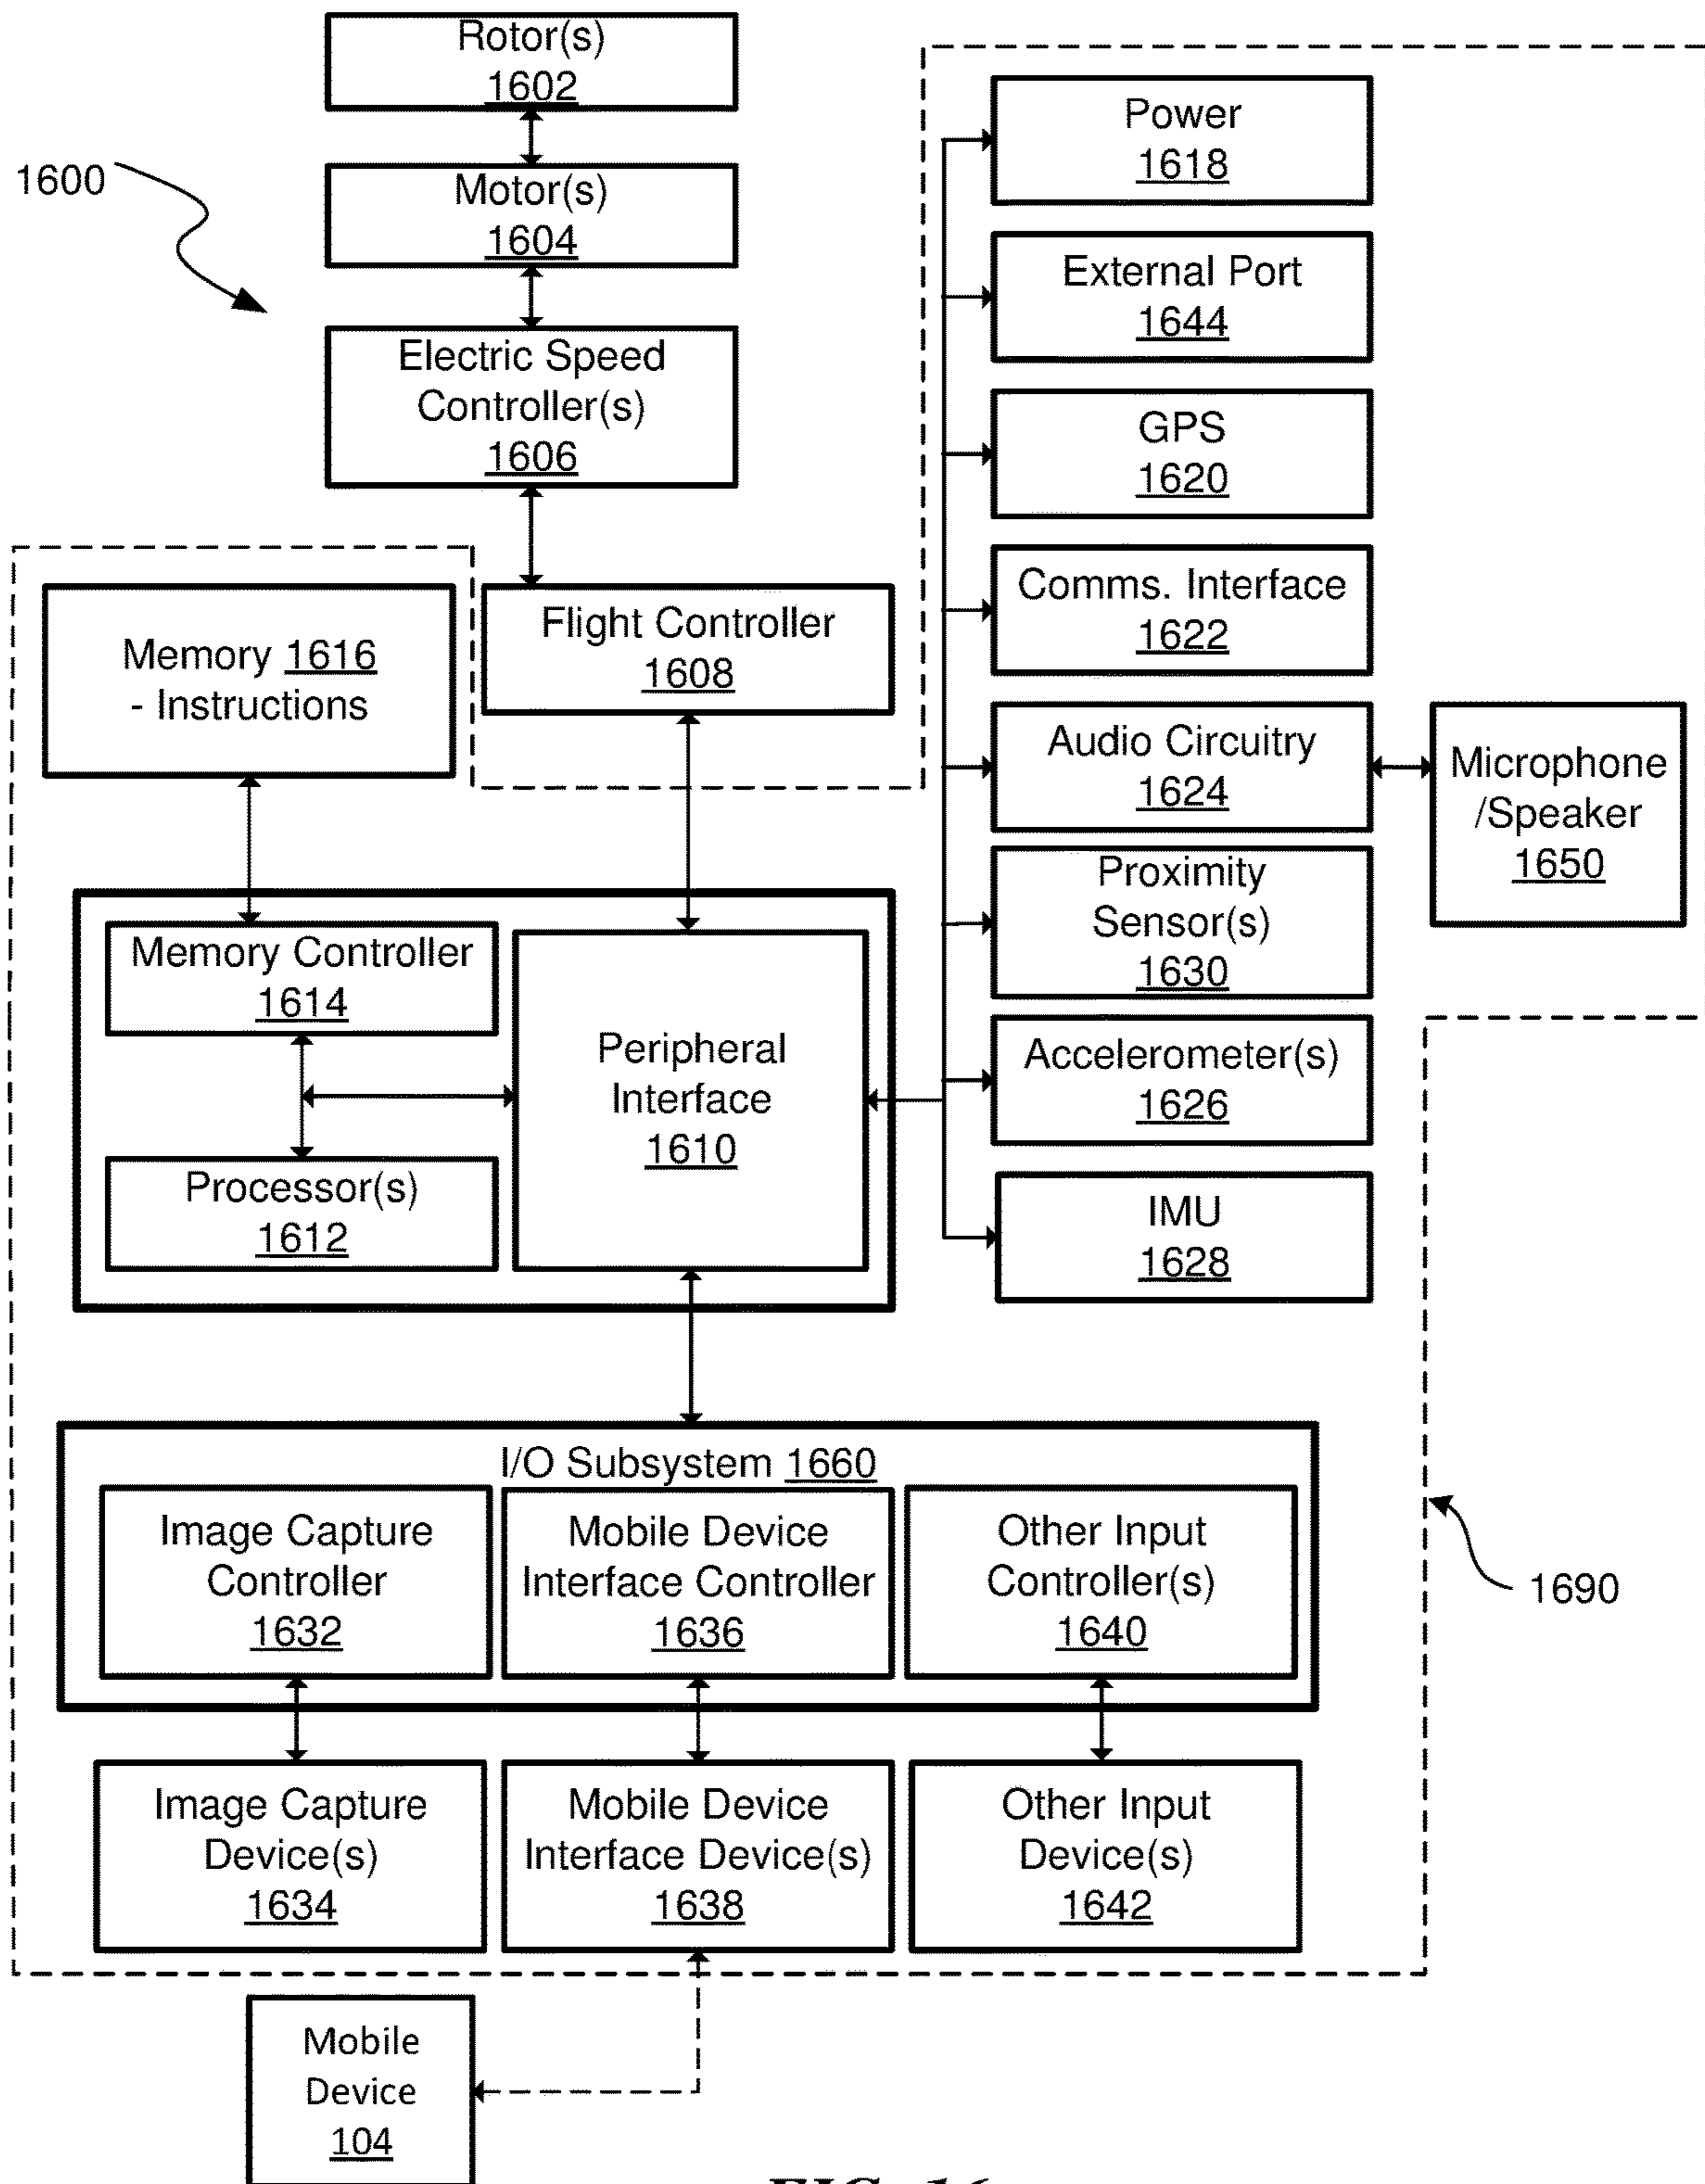 Rotor(s)
1602
1600
Motor(s)
1604
Electric Speed
Controller(s)
1606
Memory 1616
- Instructions
Flight Controller
1608
Memory Controller
1614
Processor(s)
1612
Peripheral
Interface
1610
Power
1618
External Port
1644
GPS
1620
Comms. Interface
1622
Audio Circuitry
1624
Microphone
/Speaker
1650
Proximity
Sensor(s)
1630
Accelerometer(s)
1626
IMU
1628
I/O Subsystem 1660
Image Capture
Controller
1632
Mobile Device
Interface Controller
1636
Other Input
Controller(s)
1640
1690
Image Capture
Device(s)
1634
Mobile Device
Interface Device(s)
1638
Other Input
Device(s)
1642
Mobile
Device
104
FIG. 16